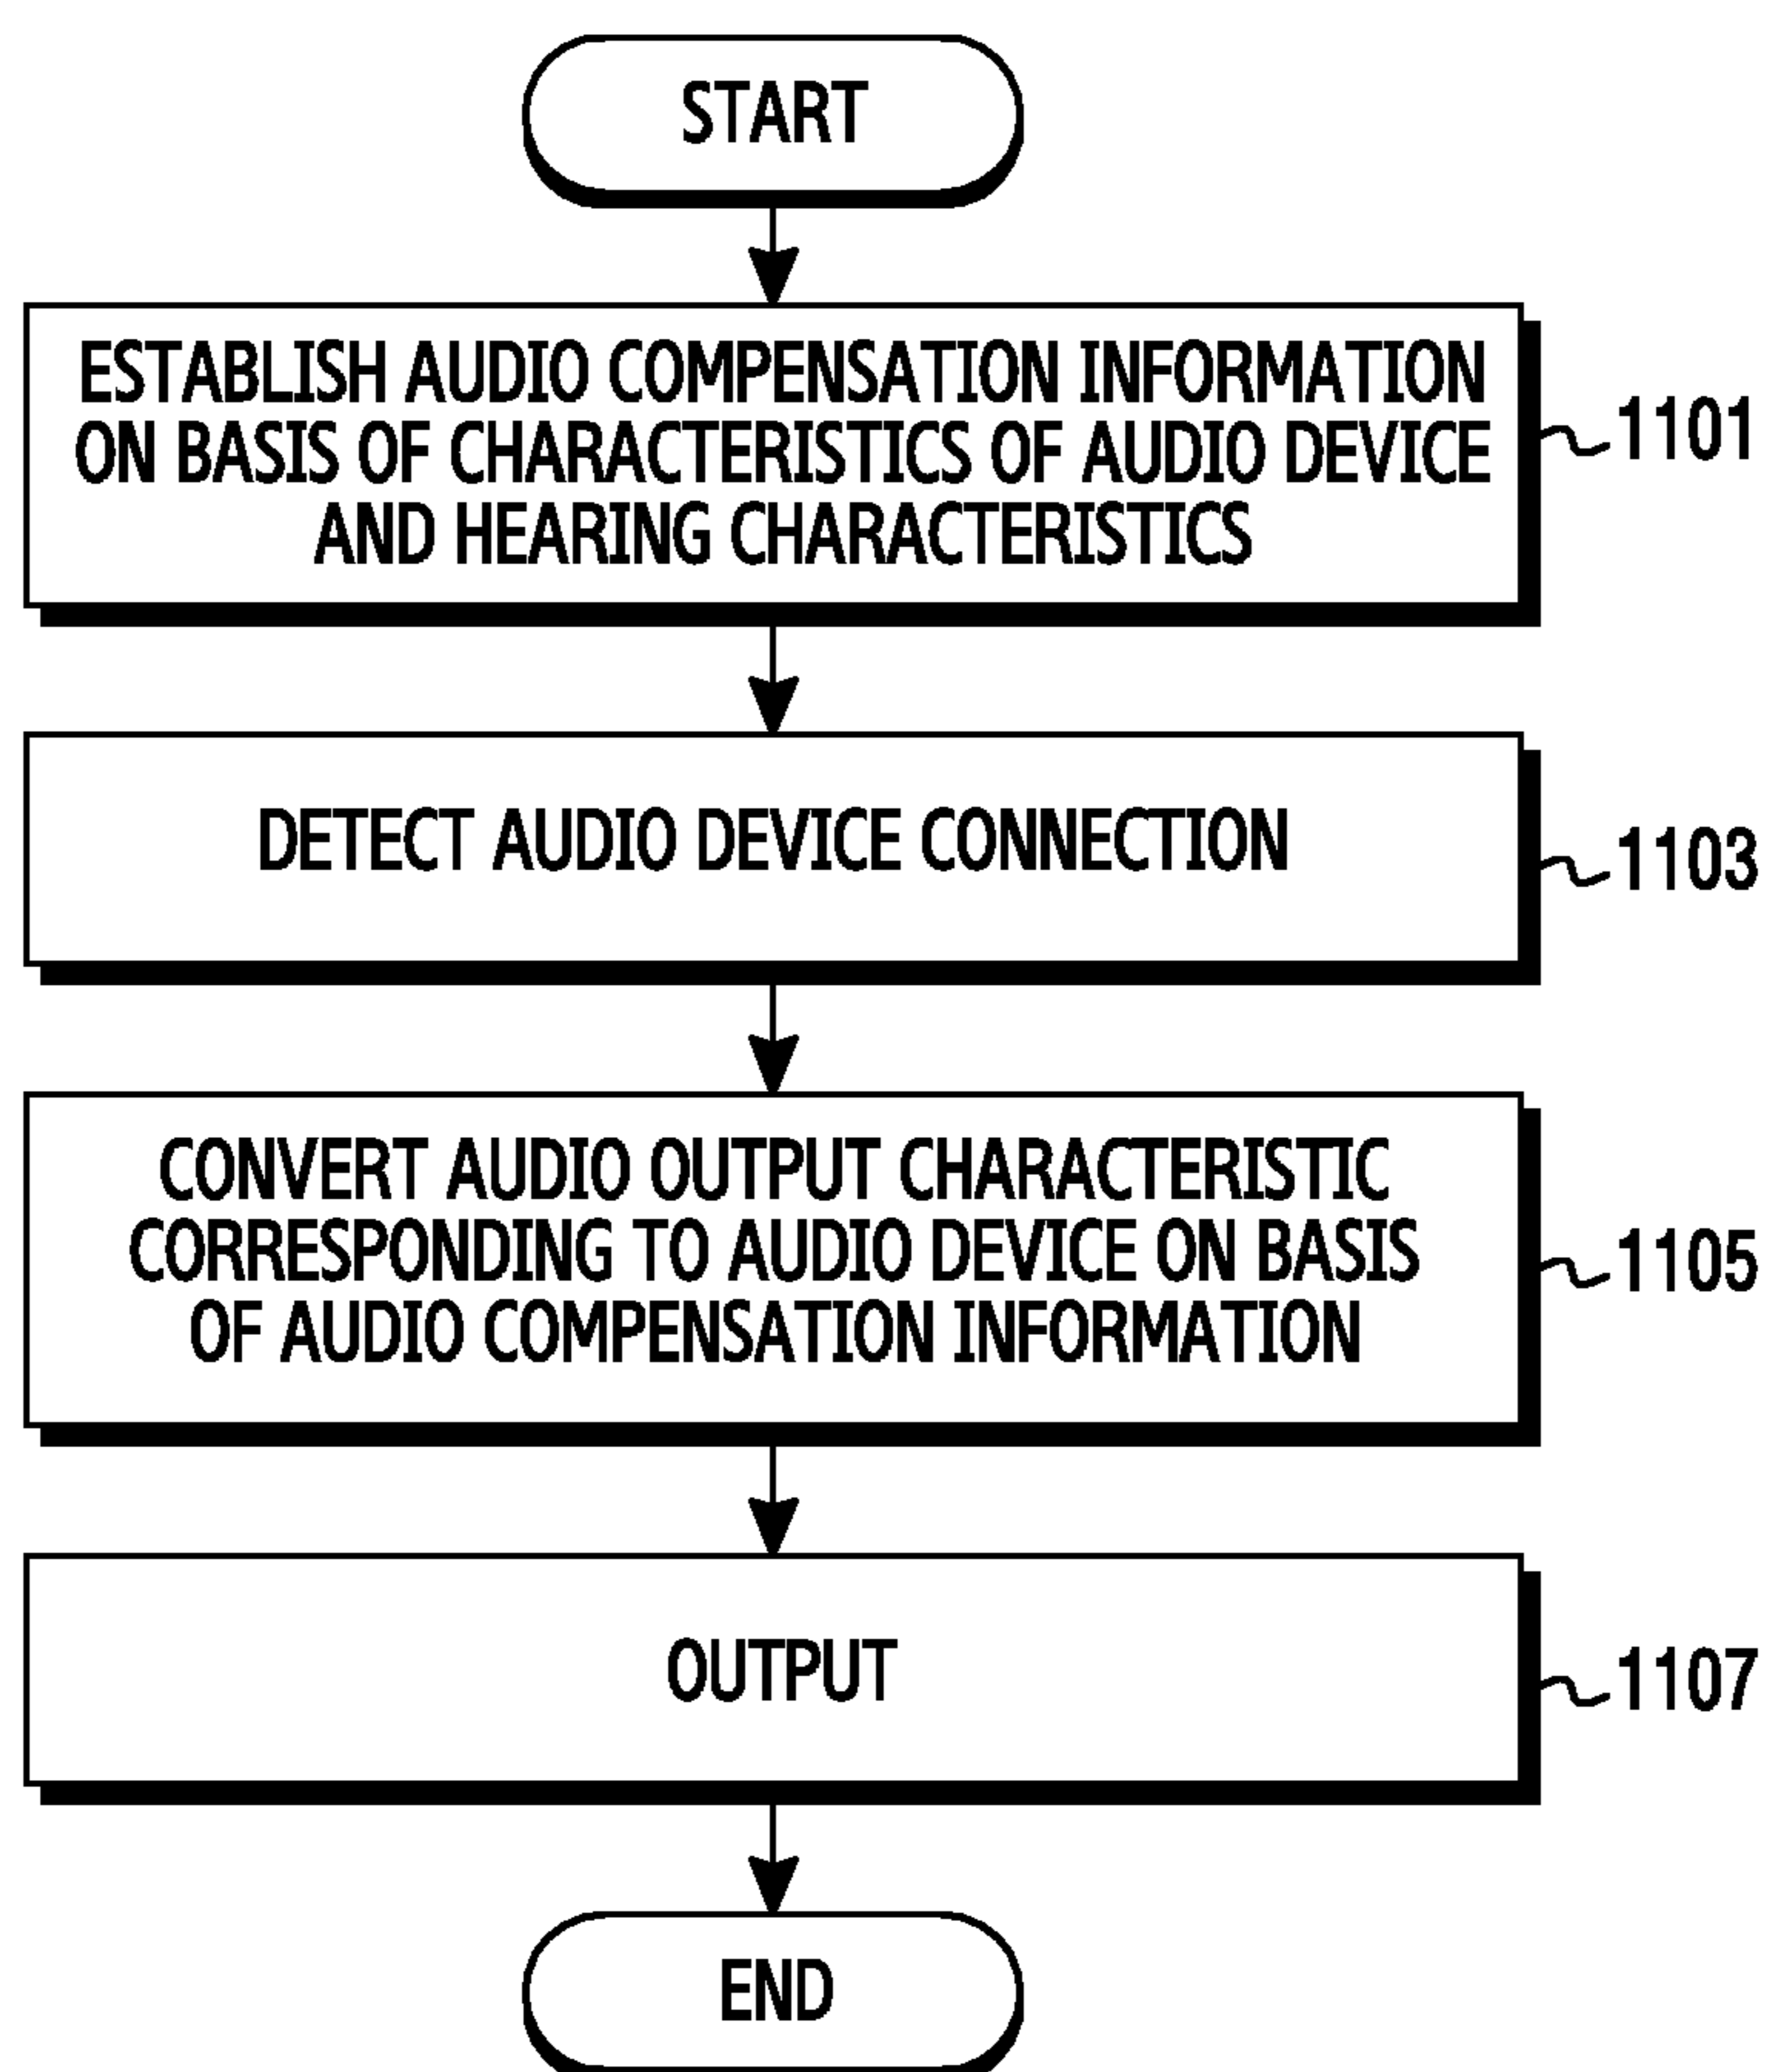 START
ESTABLISH AUDIO COMPENSATION INFORMATION
ON BASIS OF CHARACTERISTICS OF AUDIO DEVICE
AND HEARING CHARACTERISTICS
1101
DETECT AUDIO DEVICE CONNECTION
1103
CONVERT AUDIO OUTPUT CHARACTERISTIC
CORRESPONDING TO AUDIO DEVICE ON BASIS
OF AUDIO COMPENSATION INFORMATION
1105
OUTPUT
1107
END